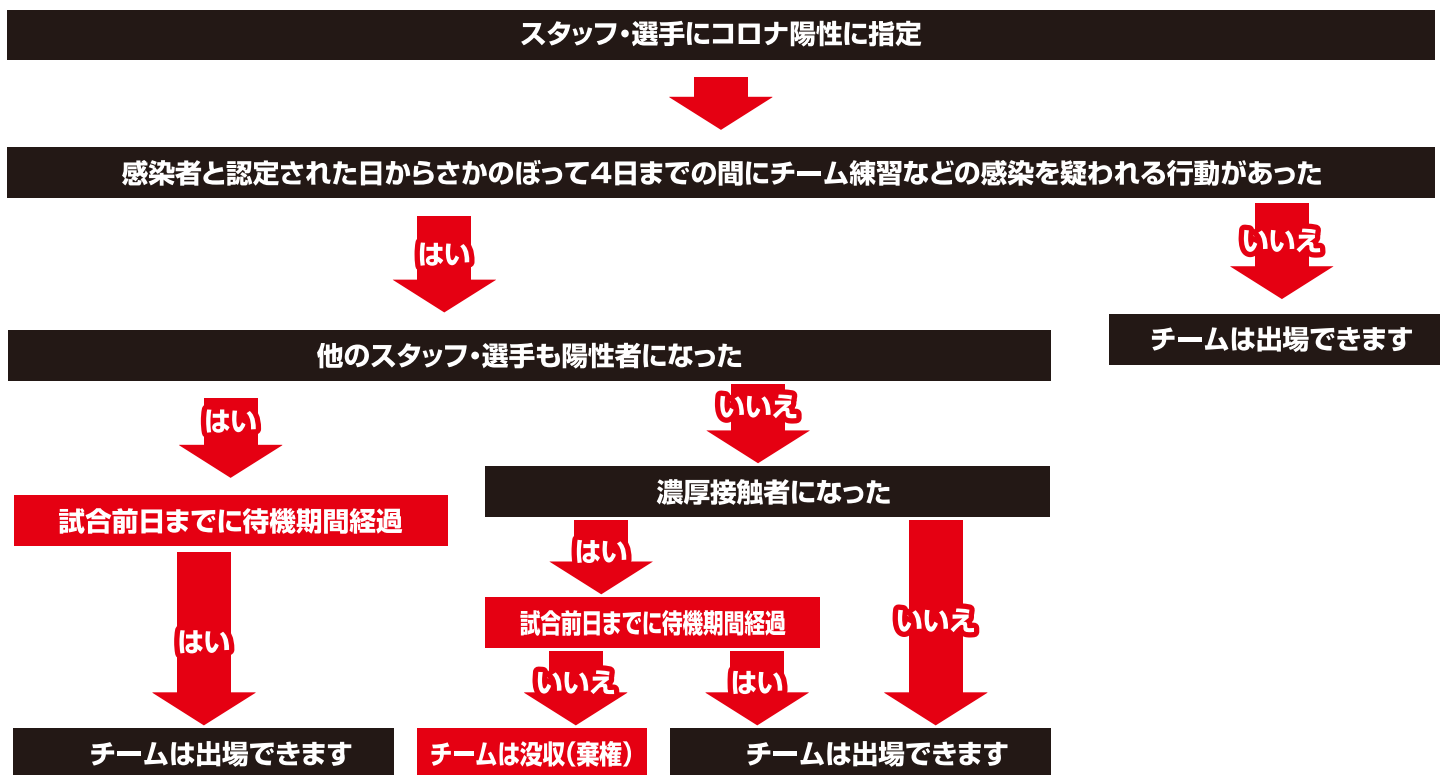 スタッフ・選手にコロナ陽性に指定
感染者と認定された日からさかのぼって4日までの間にチーム練習などの感染を疑われる行動があった
はい
いいえ
チームは出場できます
他のスタッフ・選手も陽性者になった
はい
いいえ
濃厚接触者になった
試合前日までに待機期間経過
はい
はい
いいえ
試合前日までに待機期間経過
いいえ
はい
チームは出場できます
チームは没収(棄権)
チームは出場できます